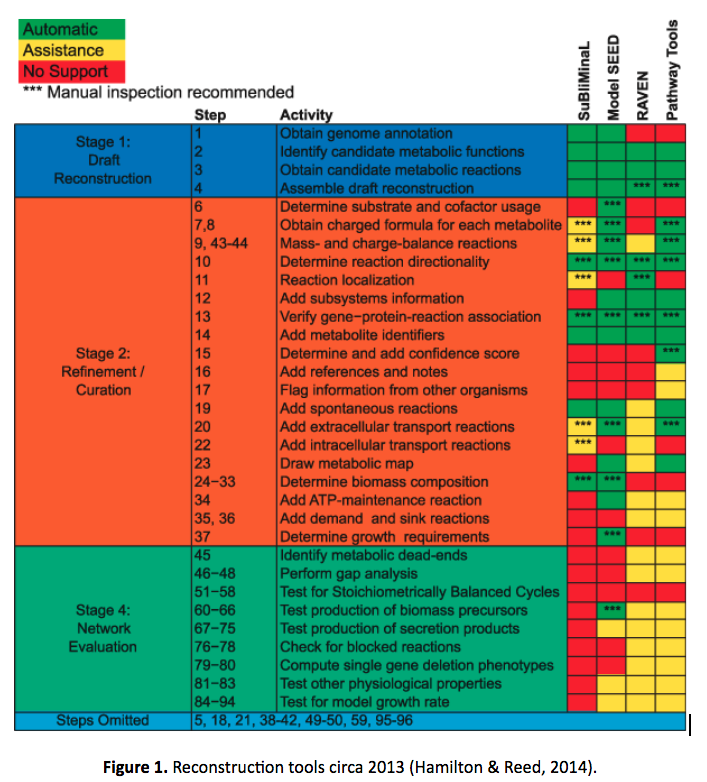 Automatic
Assistance
No Support
*** Manual inspection recommended
Step Activity SuBliMinaL Model SEED RAVEN Pathway Tools
Stage 1:
Draft
Reconstruction
1 Obtain genome annotation
2 Identify candidate metabolic functions
3 Obtain candidate metabolic reactions
4 Assemble draft reconstruction *** ***
Stage 2:
Refinement /
Curation
6 Determine substrate and cofactor usage ***
7,8 Obtain charged formula for each metabolite *** *** ***
9, 43-44 Mass- and charge-balance reactions *** *** ***
10 Determine reaction directionality *** *** *** ***
11 Reaction localization *** ***
12 Add subsystems information
13 Verify gene−protein-reaction association *** *** *** ***
14 Add metabolite identifiers
15 Determine and add confidence score ***
16 Add references and notes
17 Flag information from other organisms
19 Add spontaneous reactions
20 Add extracellular transport reactions *** *** ***
22 Add intracellular transport reactions ***
23 Draw metabolic map
24−33 Determine biomass composition *** ***
34 Add ATP-maintenance reaction
35, 36 Add demand and sink reactions
37 Determine growth requirements ***
Stage 4:
Network
Evaluation
45 Identify metabolic dead-ends
46−48 Perform gap analysis
51−58 Test for Stoichiometrically Balanced Cycles
60−66 Test production of biomass precursors ***
67−75 Test production of secretion products
76−78 Check for blocked reactions
79−80 Compute single gene deletion phenotypes
81−83 Test other physiological properties
84−94 Test for model growth rate
Steps Omitted 5, 18, 21, 38-42, 49-50, 59, 95-96
Figure 1. Reconstruction tools circa 2013 (Hamilton & Reed, 2014).